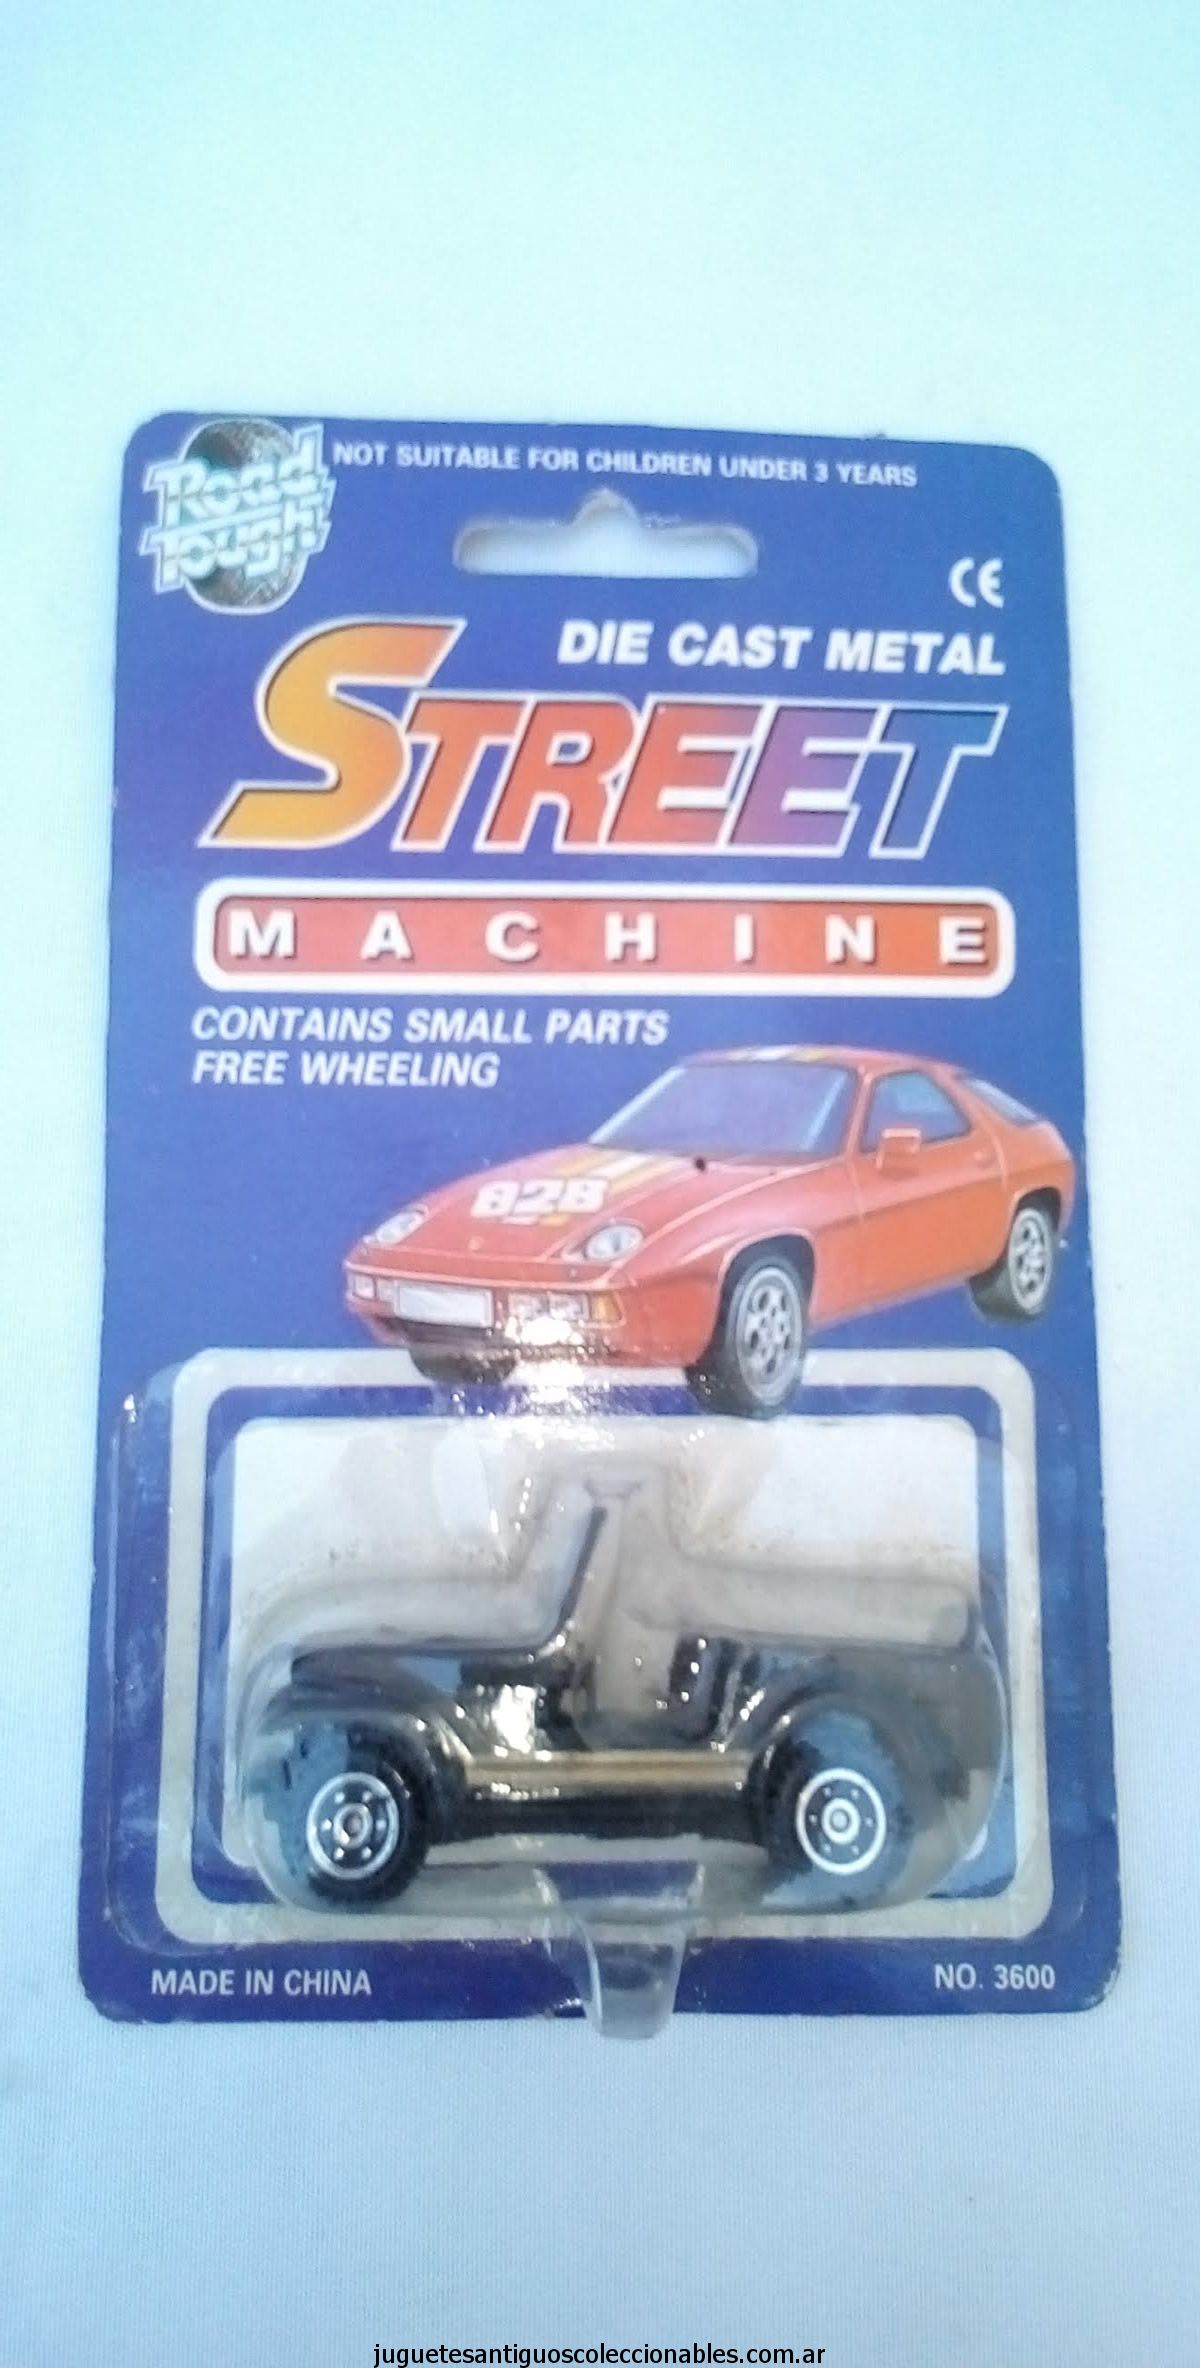 Road
Tough
NOT SUITABLE FOR CHILDREN UNDER 3 YEARS
CE
DIE CAST METAL
STREET
MACHINE
CONTAINS SMALL PARTS
FREE WHEELING
828
MADE IN CHINA
NO. 3600
juguetesantiguoscoleccionables.com.ar